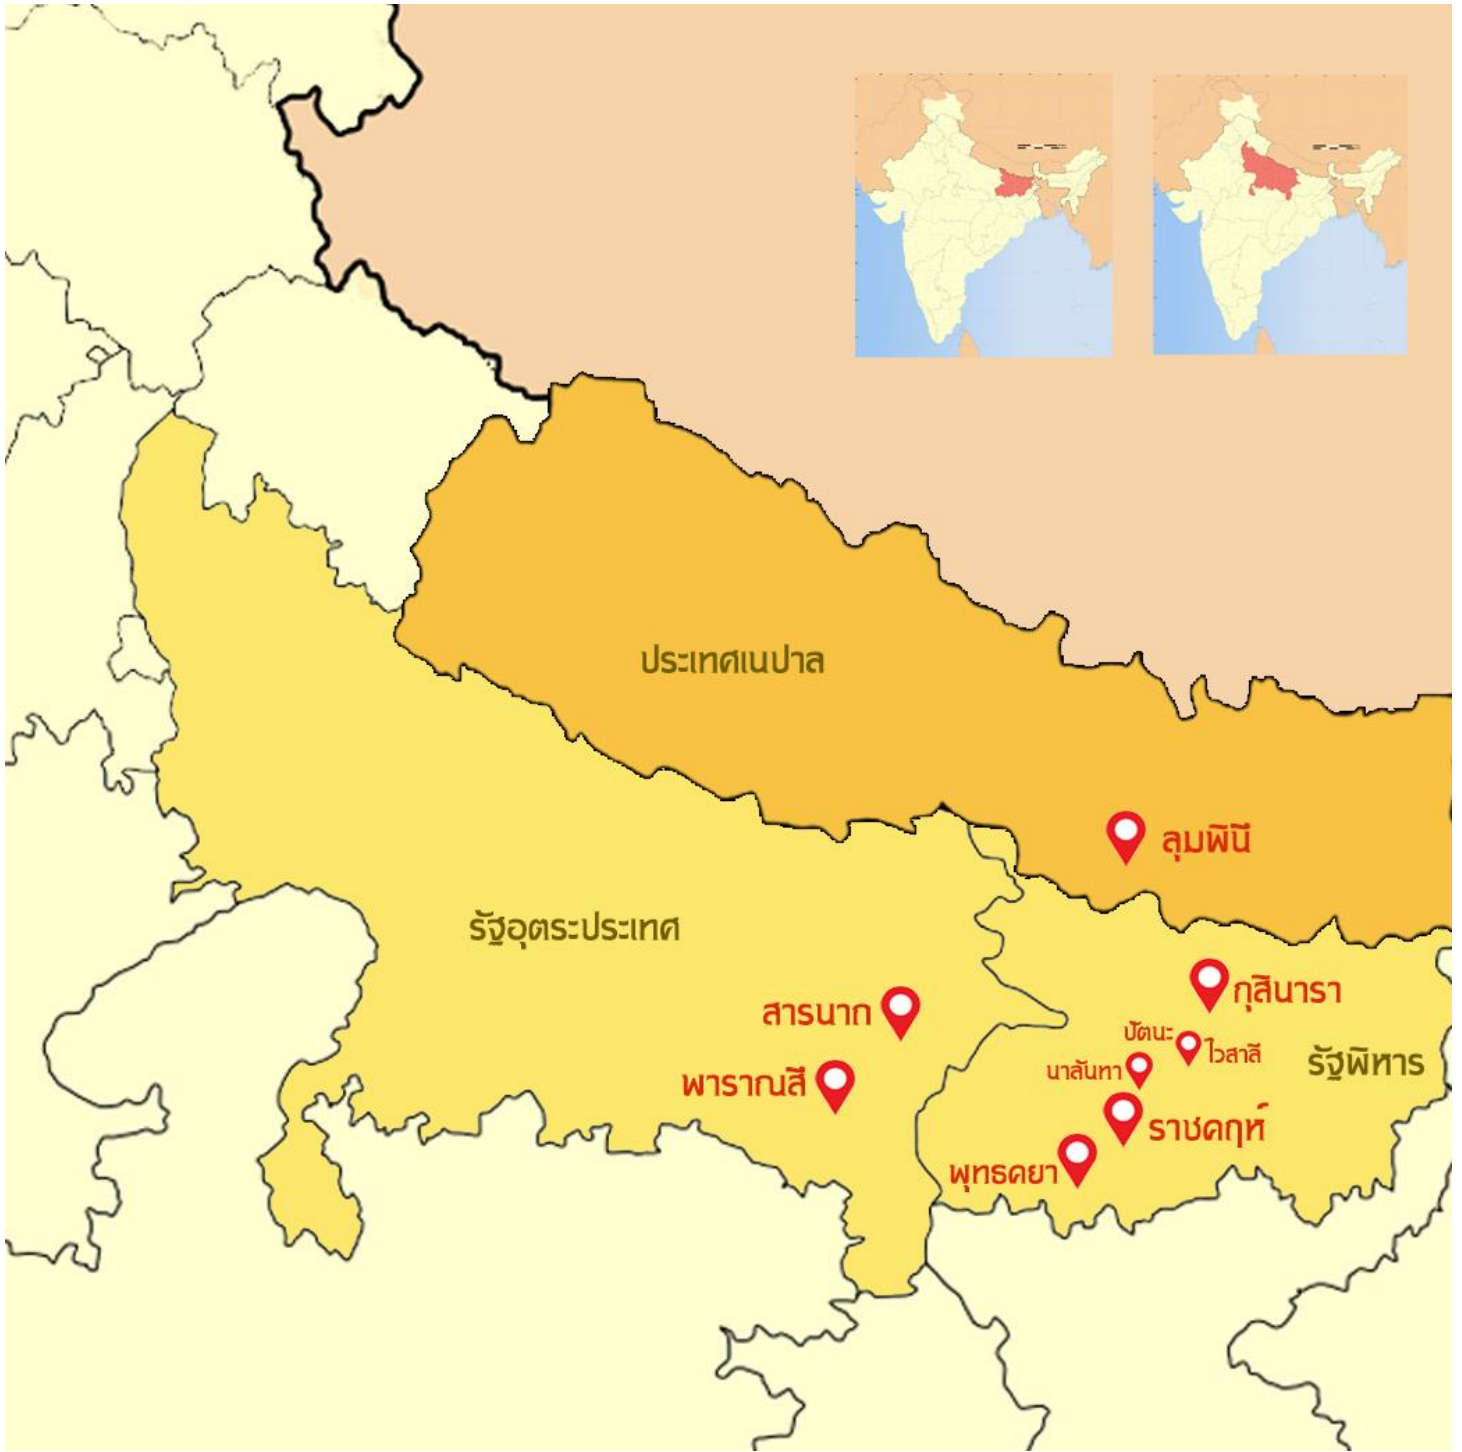 ประเทศเนปาล
ลุมพินี
รัฐอุตระประเทศ
กุสินารา
สารนาถ
ปัตนะ
ไวสาลี
รัฐพิหาร
นาลันทา
พาราณสี
ราชคฤห์
พุทธคยา